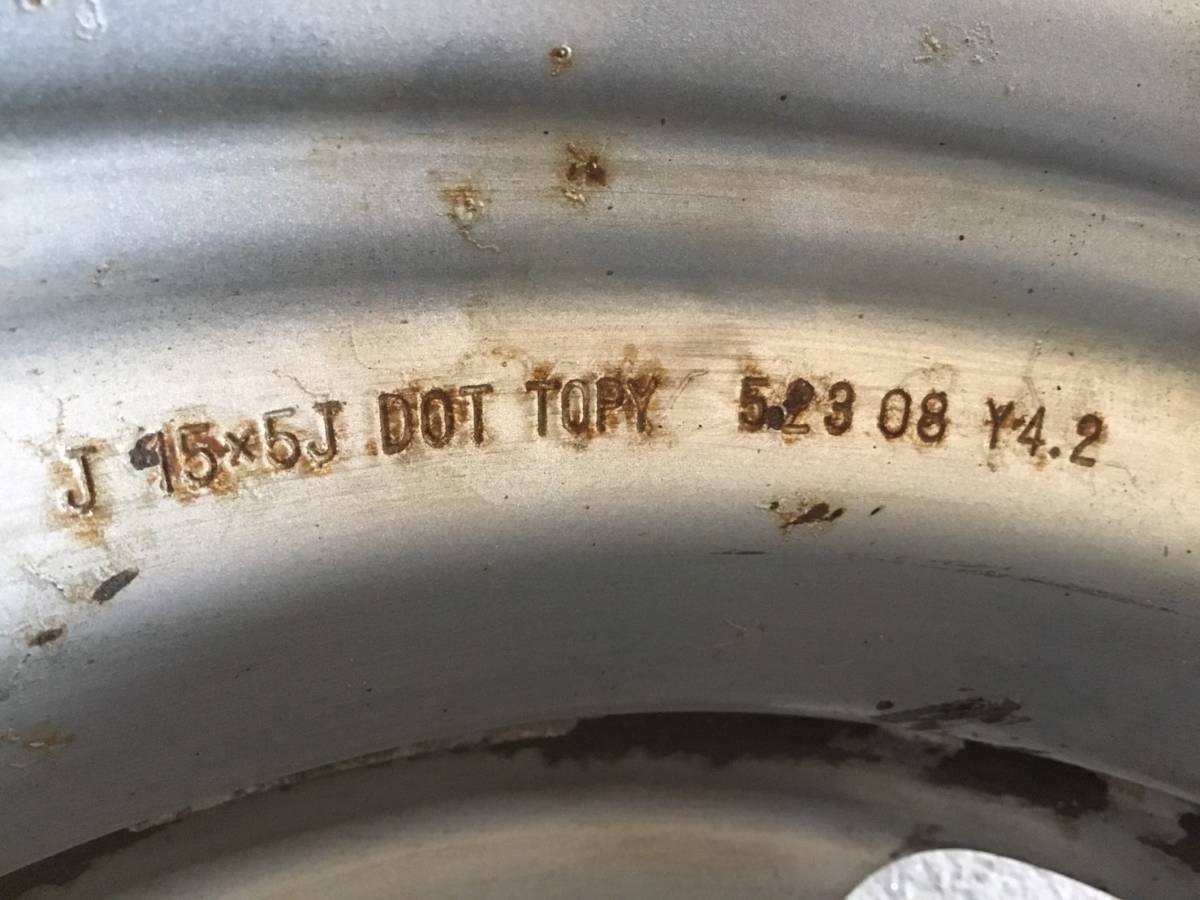 J 15×5J DOT TOPY 5.23 08 Y4.2